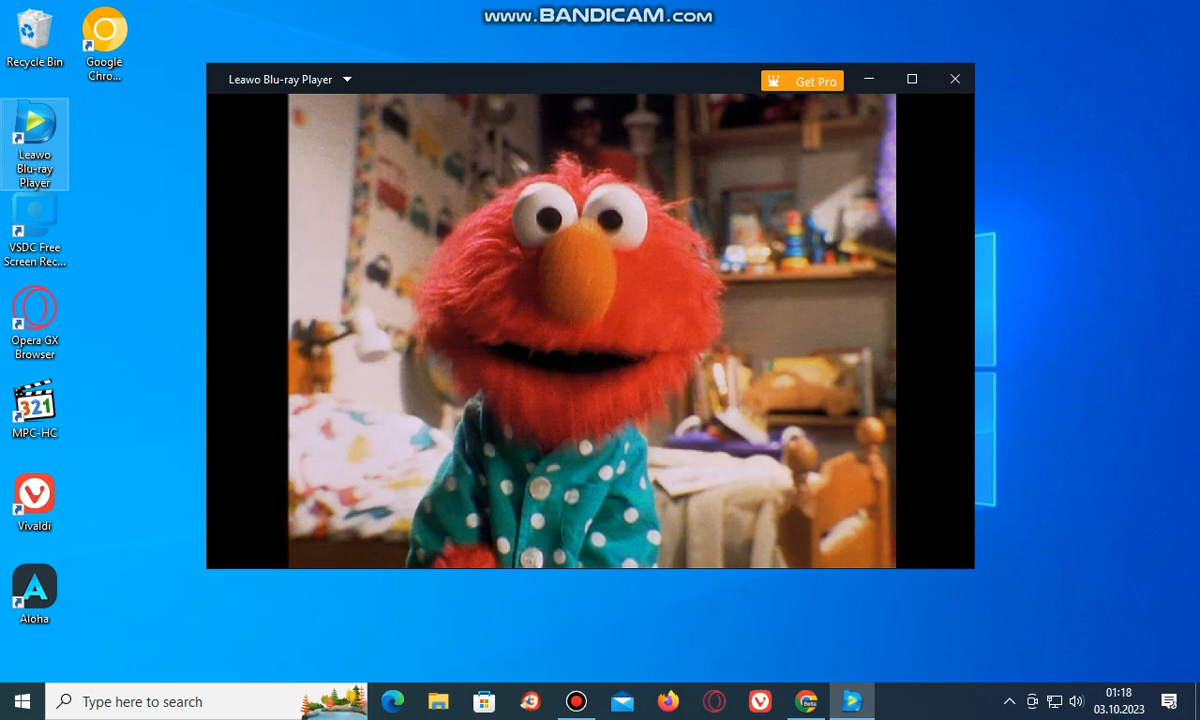 WWW.BANDICAM.COM
Recycle Bin
Google
Chro...
Leawo
Blu-ray
Player
VSDC Free
Screen Rec...
Opera GX
Browser
321
MPC-HC
Vivaldi
Aloha
Leawo Blu-ray Player
Get Pro
Type here to search
Beta
01:18
03.10.2023